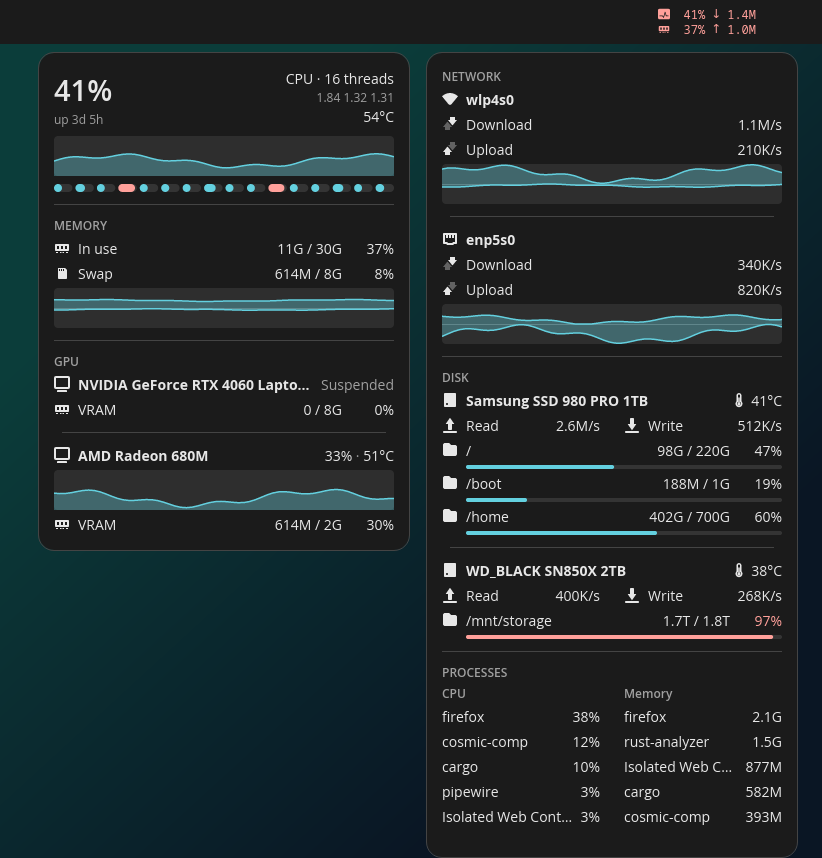 41% ↓ 1.4M
37% ↑ 1.0M
41%
CPU · 16 threads
1.84 1.32 1.31
up 3d 5h
54°C
MEMORY
In use 11G / 30G 37%
Swap 614M / 8G 8%
GPU
NVIDIA GeForce RTX 4060 Lapto... Suspended
VRAM 0 / 8G 0%
AMD Radeon 680M 33% · 51°C
VRAM 614M / 2G 30%
NETWORK
wlp4s0
Download 1.1M/s
Upload 210K/s
enp5s0
Download 340K/s
Upload 820K/s
DISK
Samsung SSD 980 PRO 1TB 41°C
Read 2.6M/s Write 512K/s
/ 98G / 220G 47%
/boot 188M / 1G 19%
/home 402G / 700G 60%
WD_BLACK SN850X 2TB 38°C
Read 400K/s Write 268K/s
/mnt/storage 1.7T / 1.8T 97%
PROCESSES
CPU Memory
firefox 38% firefox 2.1G
cosmic-comp 12% rust-analyzer 1.5G
cargo 10% Isolated Web C... 877M
pipewire 3% cargo 582M
Isolated Web Cont... 3% cosmic-comp 393M